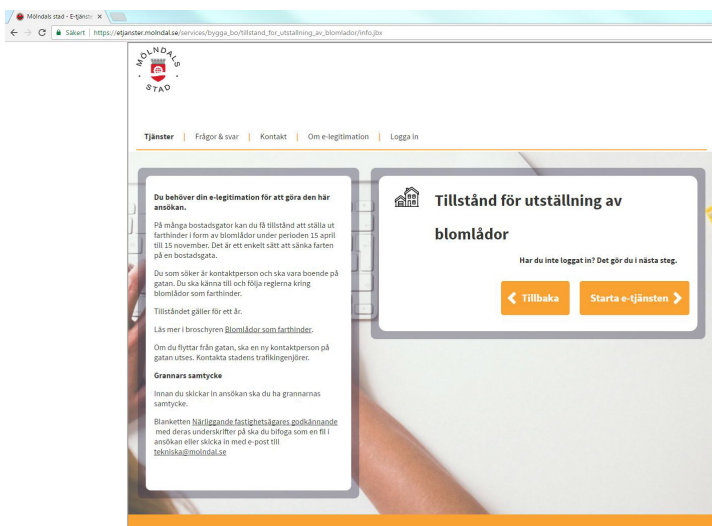 Mölndals stad - E-tjänst
Säkert | https://etjanster.molndal.se/services/bygga_bo/tillstand_for_utstallning_av_blomlador/info.jbx
MÖLNDALS
STAD
Tjänster | Frågor & svar | Kontakt | Om e-legitimation | Logga in
Du behöver din e-legitimation för att göra den här
ansökan.
På många bostadsgator kan du få tillstånd att ställa ut
farthinder i form av blomlådor under perioden 15 april
till 15 november. Det är ett enkelt sätt att sänka farten
på en bostadsgata.
Du som söker är kontaktperson och ska vara boende på
gatan. Du ska känna till och följa reglerna kring
blomlådor som farthinder.
Tillståndet gäller för ett år.
Läs mer i broschyren Blomlådor som farthinder.
Om du flyttar från gatan, ska en ny kontaktperson på
gatan utses. Kontakta stadens trafikingenjörer.
Grannars samtycke
Innan du skickar in ansökan ska du ha grannarnas
samtycke.
Blanketten Närliggande fastighetsägares godkännande
med deras underskrifter på ska du bifoga som en fil i
ansökan eller skicka in med e-post till
tekniska@molndal.se
Tillstånd för utställning av
blomlådor
Har du inte loggat in? Det gör du i nästa steg.
Tillbaka
Starta e-tjänsten